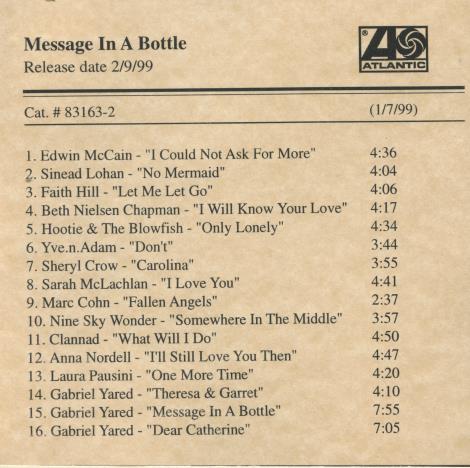 Message In A Bottle
Release date 2/9/99
® ATLANTIC
Cat. # 83163-2 (1/7/99)
1. Edwin McCain - "I Could Not Ask For More" 4:36
2. Sinead Lohan - "No Mermaid" 4:04
3. Faith Hill - "Let Me Let Go" 4:06
4. Beth Nielsen Chapman - "I Will Know Your Love" 4:17
5. Hootie & The Blowfish - "Only Lonely" 4:34
6. Yve.n.Adam - "Don't" 3:44
7. Sheryl Crow - "Carolina" 3:55
8. Sarah McLachlan - "I Love You" 4:41
9. Marc Cohn - "Fallen Angels" 2:37
10. Nine Sky Wonder - "Somewhere In The Middle" 3:57
11. Clannad - "What Will I Do" 4:50
12. Anna Nordell - "I'll Still Love You Then" 4:47
13. Laura Pausini - "One More Time" 4:20
14. Gabriel Yared - "Theresa & Garret" 4:10
15. Gabriel Yared - "Message In A Bottle" 7:55
16. Gabriel Yared - "Dear Catherine" 7:05